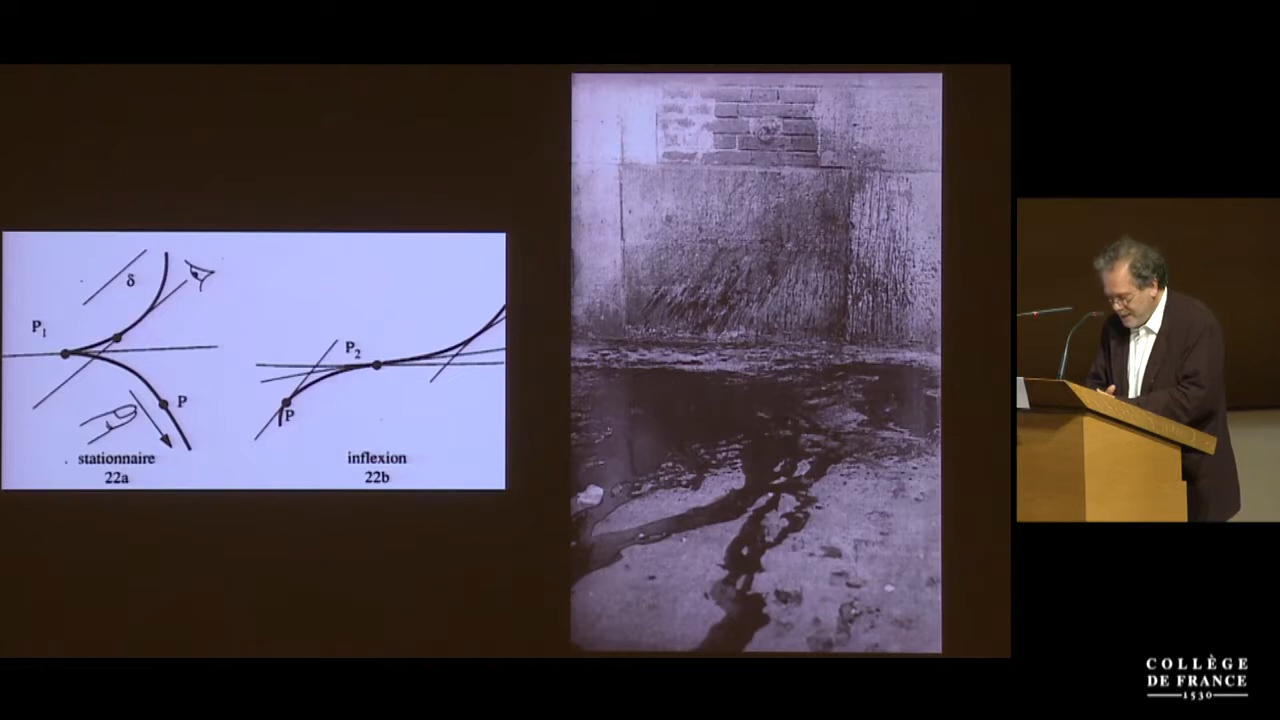 δ
P1
P2
P
P
stationnaire
22a
inflexion
22b
COLLÈGE
DE FRANCE
1530